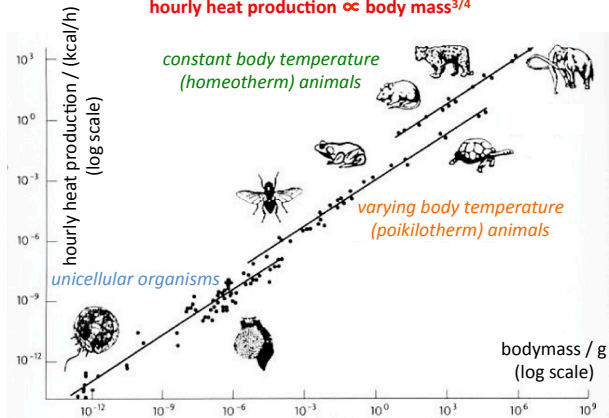 hourly heat production ∝ body mass³/⁴
hourly heat production / (kcal/h)
(log scale)
10³
10⁰
10⁻³
10⁻⁶
10⁻⁹
10⁻¹²
constant body temperature
(homeotherm) animals
varying body temperature
(poikilotherm) animals
unicellular organisms
bodymass / g
(log scale)
10⁻¹²
10⁻⁹
10⁻⁶
10⁻³
10⁰
10³
10⁶
10⁹